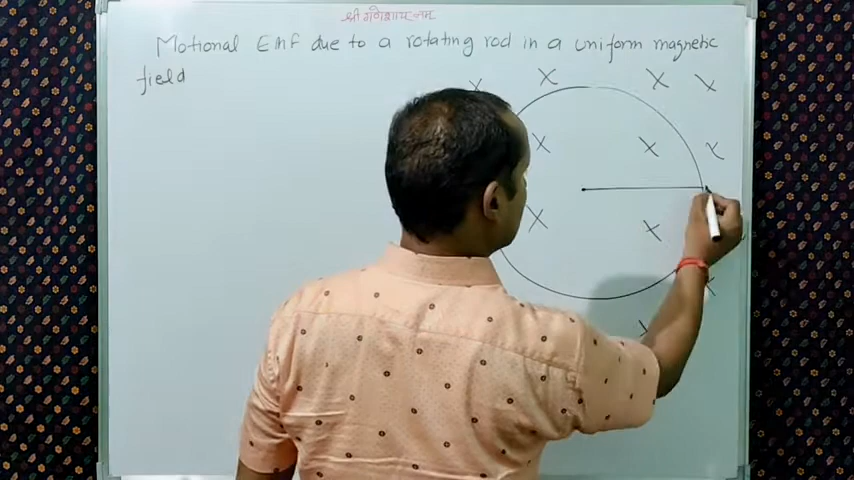 श्री गणेशाय नमः
Motional EMF due to a rotating rod in a uniform magnetic
field
x x x x
x x x
x x